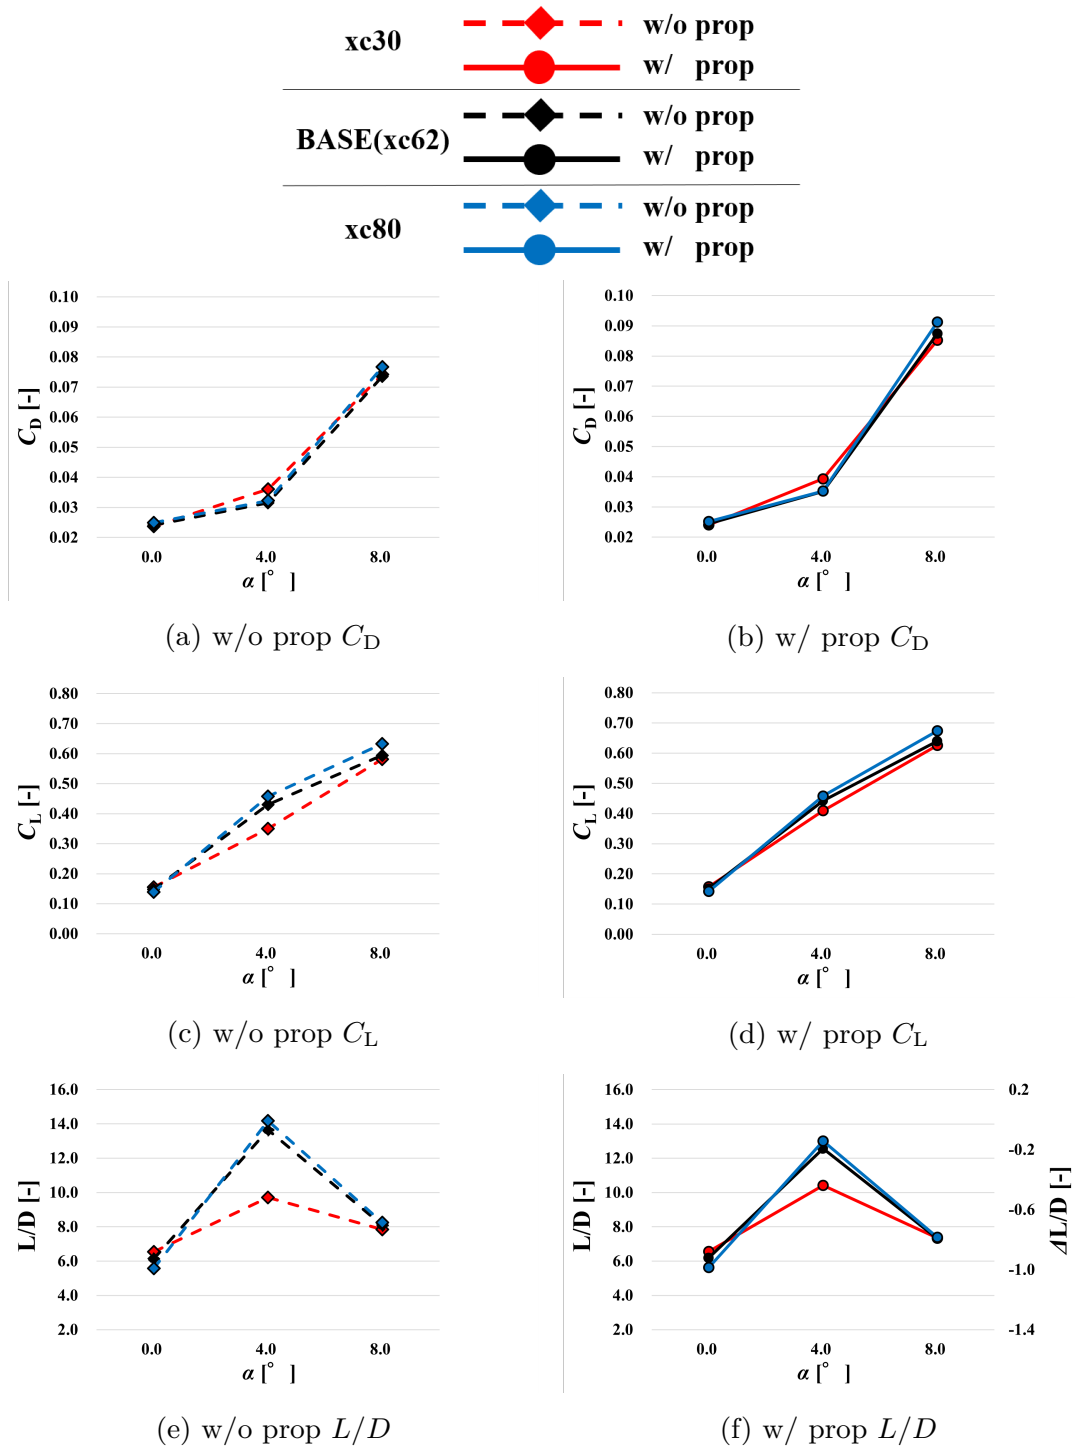 xc30
w/o prop
w/ prop
BASE(xc62)
w/o prop
w/ prop
xc80
w/o prop
w/ prop
0.10
0.09
0.08
0.07
0.06
0.05
0.04
0.03
0.02
C_D [-]
0.0 4.0 8.0
α [° ]
(a) w/o prop C_D
0.10
0.09
0.08
0.07
0.06
0.05
0.04
0.03
0.02
C_D [-]
0.0 4.0 8.0
α [° ]
(b) w/ prop C_D
0.80
0.70
0.60
0.50
0.40
0.30
0.20
0.10
0.00
C_L [-]
0.0 4.0 8.0
α [° ]
(c) w/o prop C_L
0.80
0.70
0.60
0.50
0.40
0.30
0.20
0.10
0.00
C_L [-]
0.0 4.0 8.0
α [° ]
(d) w/ prop C_L
16.0
14.0
12.0
10.0
8.0
6.0
4.0
2.0
L/D [-]
0.0 4.0 8.0
α [° ]
(e) w/o prop L/D
16.0
14.0
12.0
10.0
8.0
6.0
4.0
2.0
L/D [-]
0.2
-0.2
-0.6
-1.0
-1.4
ΔL/D [-]
0.0 4.0 8.0
α [° ]
(f) w/ prop L/D